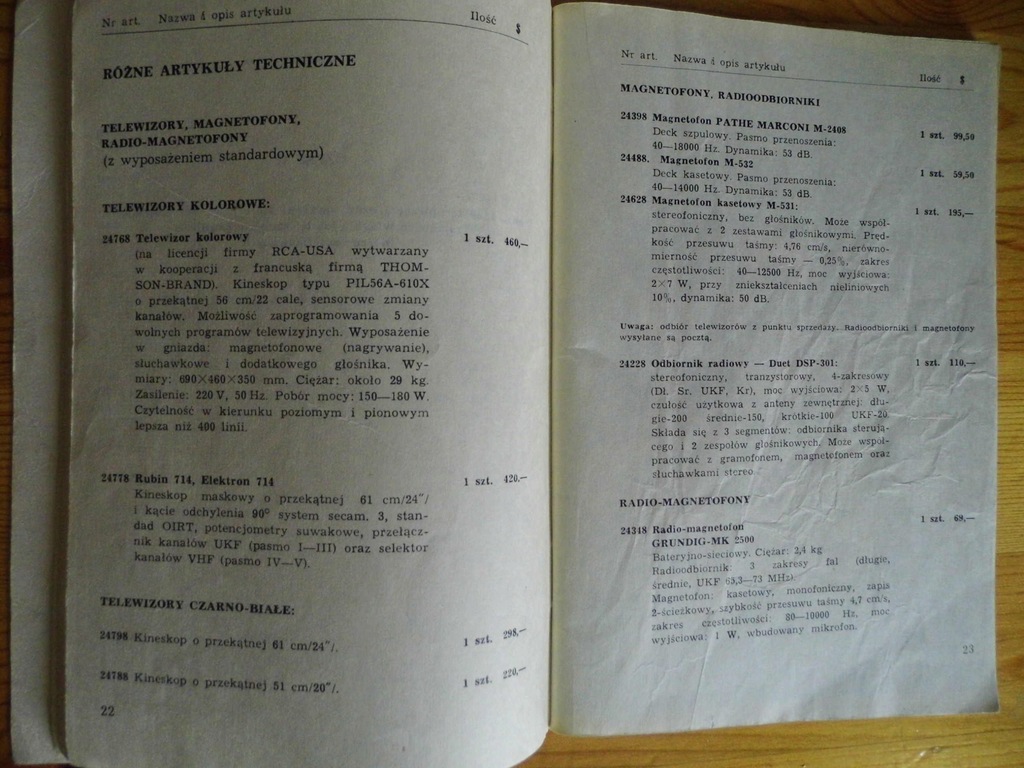 Nr art. Nazwa i opis artykułu Ilość $
RÓŻNE ARTYKUŁY TECHNICZNE
TELEWIZORY, MAGNETOFONY,
RADIO-MAGNETOFONY
(z wyposażeniem standardowym)
TELEWIZORY KOLOROWE:
24768 Telewizor kolorowy 1 szt. 460,—
(na licencji firmy RCA-USA wytwarzany
w kooperacji z francuską firmą THOM-
SON-BRAND). Kineskop typu PIL56A-610X
o przekątnej 56 cm/22 cale, sensorowe zmiany
kanałów. Możliwość zaprogramowania 5 do-
wolnych programów telewizyjnych. Wyposażenie
w gniazda: magnetofonowe (nagrywanie),
słuchawkowe i dodatkowego głośnika. Wy-
miary: 690×460×350 mm. Ciężar: około 29 kg.
Zasilenie: 220 V, 50 Hz. Pobór mocy: 150—180 W.
Czytelność w kierunku poziomym i pionowym
lepsza niż 400 linii.
24778 Rubin 714, Elektron 714 1 szt. 420.—
Kineskop maskowy o przekątnej 61 cm/24"/
i kącie odchylenia 90° system secam. 3, stan-
dad OIRT, potencjometry suwakowe, przełącz-
nik kanałów UKF (pasmo I—III) oraz selektor
kanałów VHF (pasmo IV—V).
TELEWIZORY CZARNO-BIAŁE:
24798 Kineskop o przekątnej 61 cm/24"/. 1 szt. 298,—
24788 Kineskop o przekątnej 51 cm/20"/. 1 szt. 220,—
22
Nr art. Nazwa i opis artykułu Ilość $
MAGNETOFONY, RADIOODBIORNIKI
24398 Magnetofon PATHE MARCONI M-2408 1 szt. 99,50
Deck szpulowy. Pasmo przenoszenia:
40—18000 Hz. Dynamika: 53 dB.
24488. Magnetofon M-532 1 szt. 59,50
Deck kasetowy. Pasmo przenoszenia:
40—14000 Hz. Dynamika: 53 dB.
24628 Magnetofon kasetowy M-531: 1 szt. 195,—
stereofoniczny, bez głośników. Może współ-
pracować z 2 zestawami głośnikowymi. Pręd-
kość przesuwu taśmy: 4,76 cm/s, nierówno-
mierność przesuwu taśmy — 0,25%, zakres
częstotliwości: 40—12500 Hz, moc wyjściowa:
2×7 W, przy zniekształceniach nieliniowych
10%, dynamika: 50 dB.
Uwaga: odbiór telewizorów z punktu sprzedaży. Radioodbiorniki i magnetofony
wysyłane są pocztą.
24228 Odbiornik radiowy — Duet DSP-301: 1 szt. 110,—
stereofoniczny, tranzystorowy, 4-zakresowy
(Dł. Śr. UKF, Kr), moc wyjściowa: 2×5 W,
czułość użytkowa z anteny zewnętrznej: dłu-
gie-200 średnie-150, krótkie-100 UKF-20.
Składa się z 3 segmentów: odbiornika sterują-
cego i 2 zespołów głośnikowych. Może współ-
pracować z gramofonem, magnetofonem oraz
słuchawkami stereo.
RADIO-MAGNETOFONY
24348 Radio-magnetofon 1 szt. 69,—
GRUNDIG-MK 2500
Bateryjno-sieciowy. Ciężar: 2,4 kg
Radioodbiornik: 3 zakresy fal (długie,
średnie, UKF 65,3—73 MHz).
Magnetofon: kasetowy, monofoniczny, zapis
2-ścieżkowy, szybkość przesuwu taśmy 4,7 cm/s,
zakres częstotliwości: 80—10000 Hz, moc
wyjściowa: 1 W, wbudowany mikrofon.
23